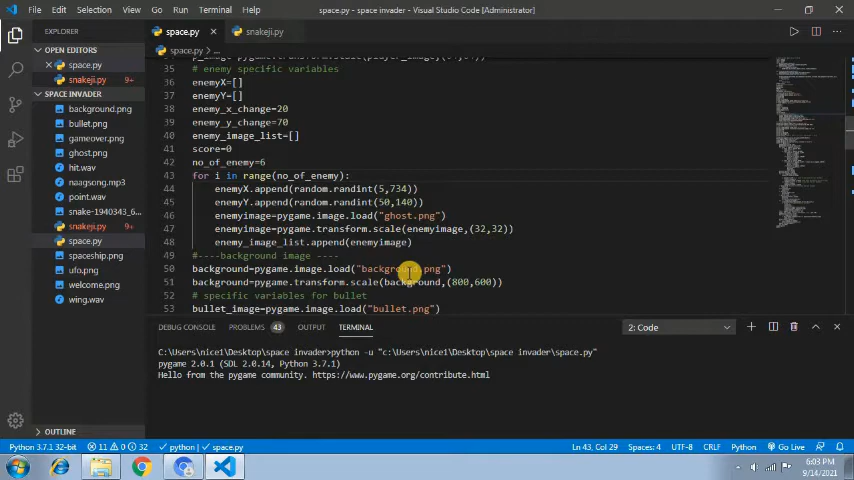 File Edit Selection View Go Run Terminal Help space.py - space invader - Visual Studio Code [Administrator]
EXPLORER
OPEN EDITORS
space.py
snakeji.py 9+
SPACE INVADER
background.png
bullet.png
gameover.png
ghost.png
hit.wav
naagsong.mp3
point.wav
snake-1940343_6...
snakeji.py 9+
space.py
spaceship.png
ufo.png
welcome.png
wing.wav
OUTLINE
space.py snakeji.py
space.py > ...
35 # enemy specific variables
36 enemyX=[]
37 enemyY=[]
38 enemy_x_change=20
39 enemy_y_change=70
40 enemy_image_list=[]
41 score=0
42 no_of_enemy=6
43 for i in range(no_of_enemy):
44 enemyX.append(random.randint(5,734))
45 enemyY.append(random.randint(50,140))
46 enemyimage=pygame.image.load("ghost.png")
47 enemyimage=pygame.transform.scale(enemyimage,(32,32))
48 enemy_image_list.append(enemyimage)
49 #----background image ----
50 background=pygame.image.load("background.png")
51 background=pygame.transform.scale(background,(800,600))
52 # specific variables for bullet
53 bullet_image=pygame.image.load("bullet.png")
DEBUG CONSOLE PROBLEMS 43 OUTPUT TERMINAL 2: Code
C:\Users\nice1\Desktop\space invader>python -u "c:\Users\nice1\Desktop\space invader\space.py"
pygame 2.0.1 (SDL 2.0.14, Python 3.7.1)
Hello from the pygame community. https://www.pygame.org/contribute.html
Python 3.7.1 32-bit 11 0 32 python space.py Ln 43, Col 29 Spaces: 4 UTF-8 CRLF Python Go Live
6:03 PM
9/14/2021